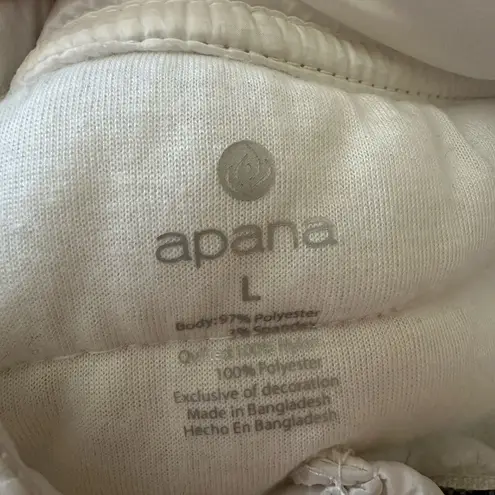 apana
L
Body: 97% Polyester
3% Spandex
100% Polyester
Exclusive of decoration
Made in Bangladesh
Hecho En Bangladesh